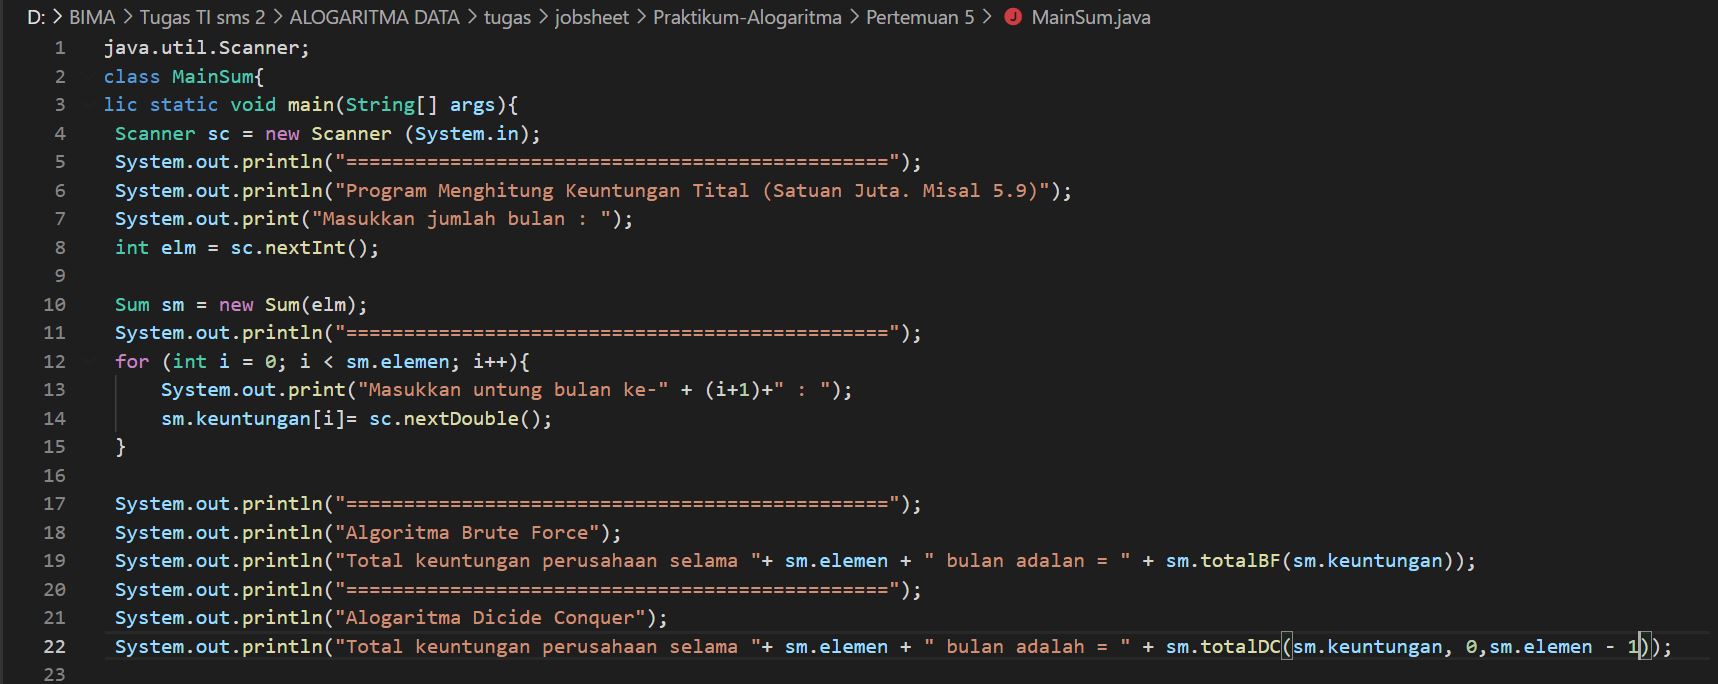 D: > BIMA > Tugas TI sms 2 > ALOGARITMA DATA > tugas > jobsheet > Praktikum-Alogaritma > Pertemuan 5 > J MainSum.java
1 java.util.Scanner;
2 class MainSum{
3 lic static void main(String[] args){
4 Scanner sc = new Scanner (System.in);
5 System.out.println("===============================================");
6 System.out.println("Program Menghitung Keuntungan Tital (Satuan Juta. Misal 5.9)");
7 System.out.print("Masukkan jumlah bulan : ");
8 int elm = sc.nextInt();
9
10 Sum sm = new Sum(elm);
11 System.out.println("===============================================");
12 for (int i = 0; i < sm.elemen; i++){
13 System.out.print("Masukkan untung bulan ke-" + (i+1)+" : ");
14 sm.keuntungan[i]= sc.nextDouble();
15 }
16
17 System.out.println("===============================================");
18 System.out.println("Algoritma Brute Force");
19 System.out.println("Total keuntungan perusahaan selama "+ sm.elemen + " bulan adalan = " + sm.totalBF(sm.keuntungan));
20 System.out.println("===============================================");
21 System.out.println("Alogaritma Dicide Conquer");
22 System.out.println("Total keuntungan perusahaan selama "+ sm.elemen + " bulan adalah = " + sm.totalDC(sm.keuntungan, 0,sm.elemen - 1));
23